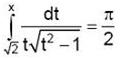 ∫_{√2}^{x} dt / (t√(t² − 1)) = π/2